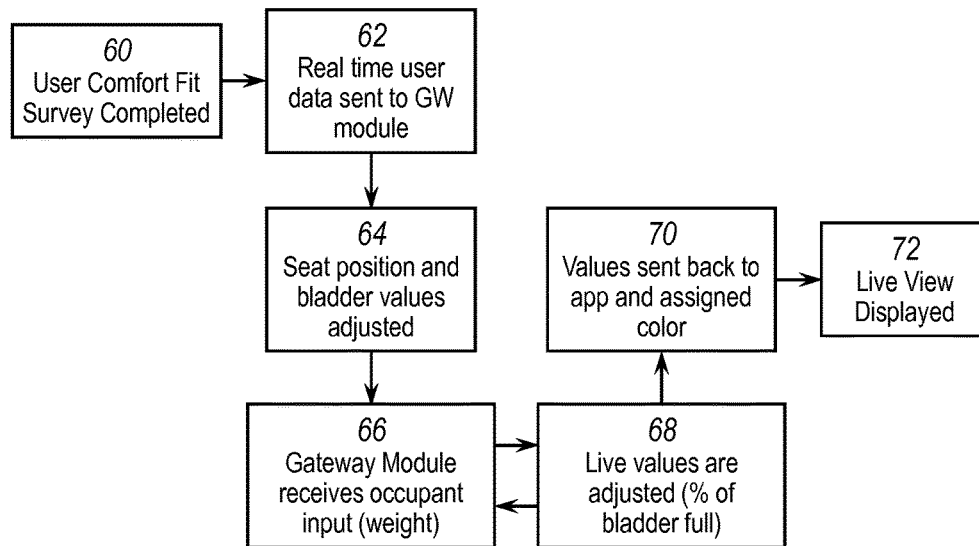 60
User Comfort Fit
Survey Completed
62
Real time user
data sent to GW
module
64
Seat position and
bladder values
adjusted
66
Gateway Module
receives occupant
input (weight)
68
Live values are
adjusted (% of
bladder full)
70
Values sent back to
app and assigned
color
72
Live View
Displayed